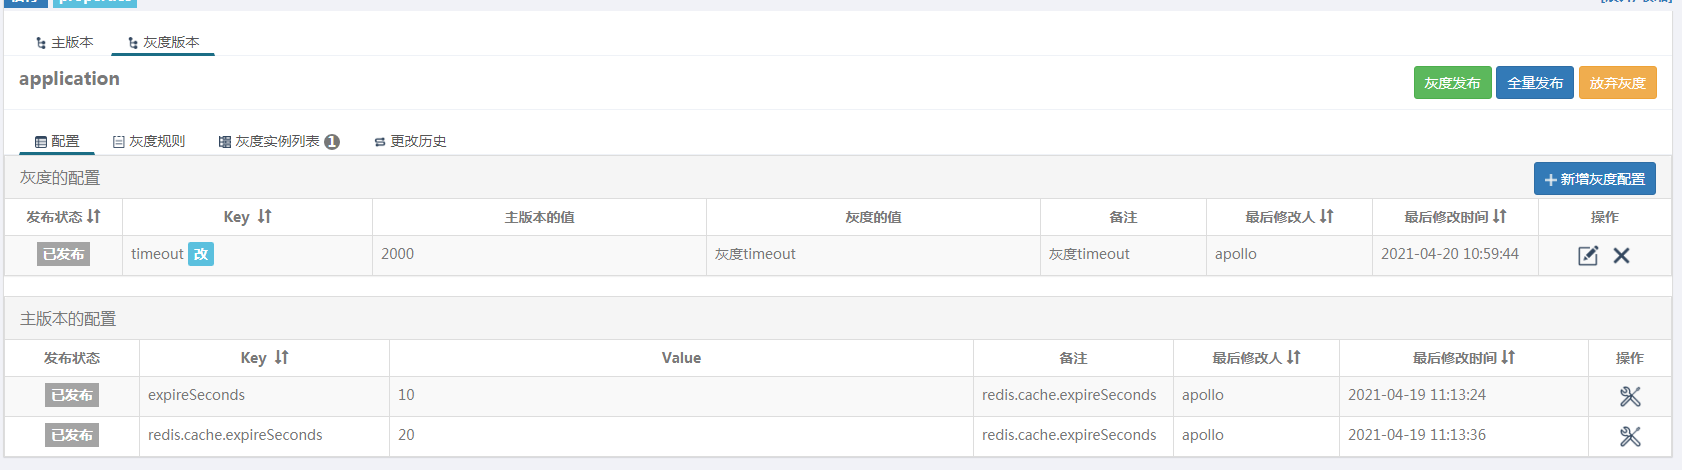 properties
主版本 灰度版本
application 灰度发布 全量发布 放弃灰度
配置 灰度规则 灰度实例列表 1 更改历史
灰度的配置 新增灰度配置
发布状态 Key 主版本的值 灰度的值 备注 最后修改人 最后修改时间 操作
已发布 timeout 改 2000 灰度timeout 灰度timeout apollo 2021-04-20 10:59:44
主版本的配置
发布状态 Key Value 备注 最后修改人 最后修改时间 操作
已发布 expireSeconds 10 redis.cache.expireSeconds apollo 2021-04-19 11:13:24
已发布 redis.cache.expireSeconds 20 redis.cache.expireSeconds apollo 2021-04-19 11:13:36